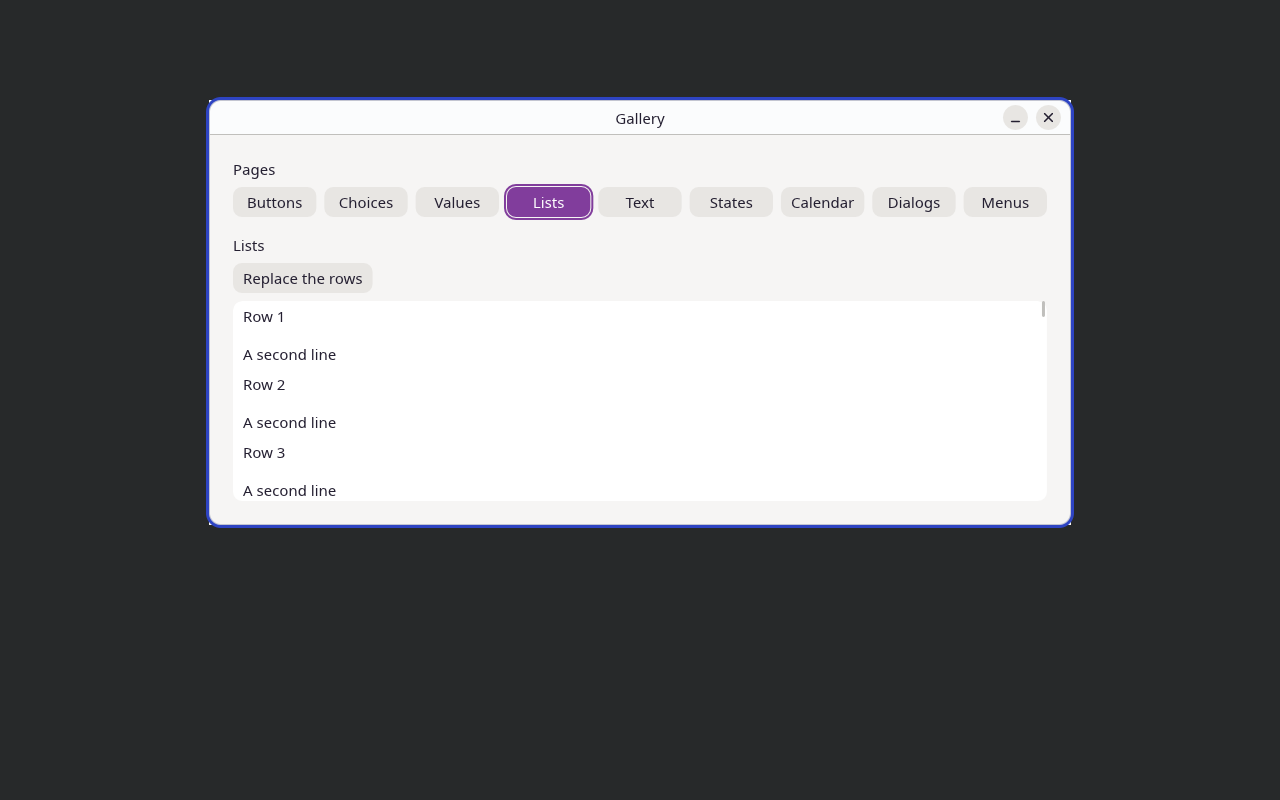 Gallery
Pages
Buttons Choices Values Lists Text States Calendar Dialogs Menus
Lists
Replace the rows
Row 1
A second line
Row 2
A second line
Row 3
A second line